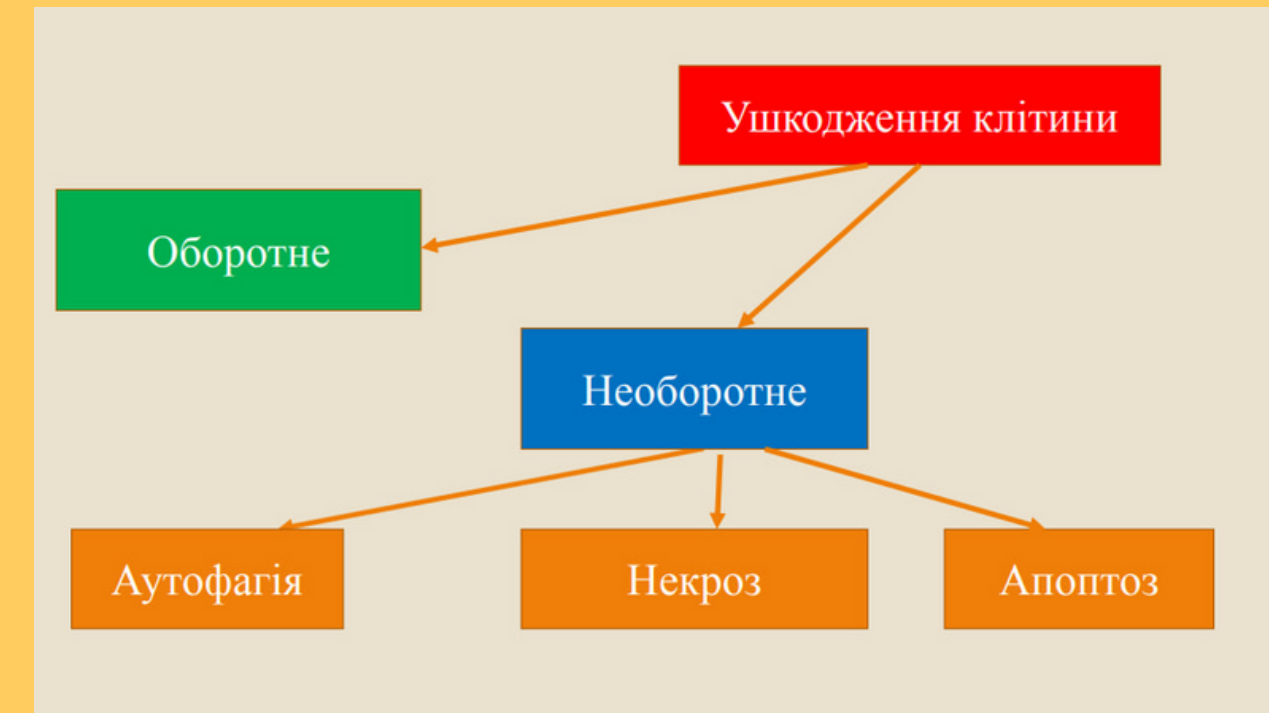 Ушкодження клітини
Оборотне
Необоротне
Аутофагія
Некроз
Апоптоз